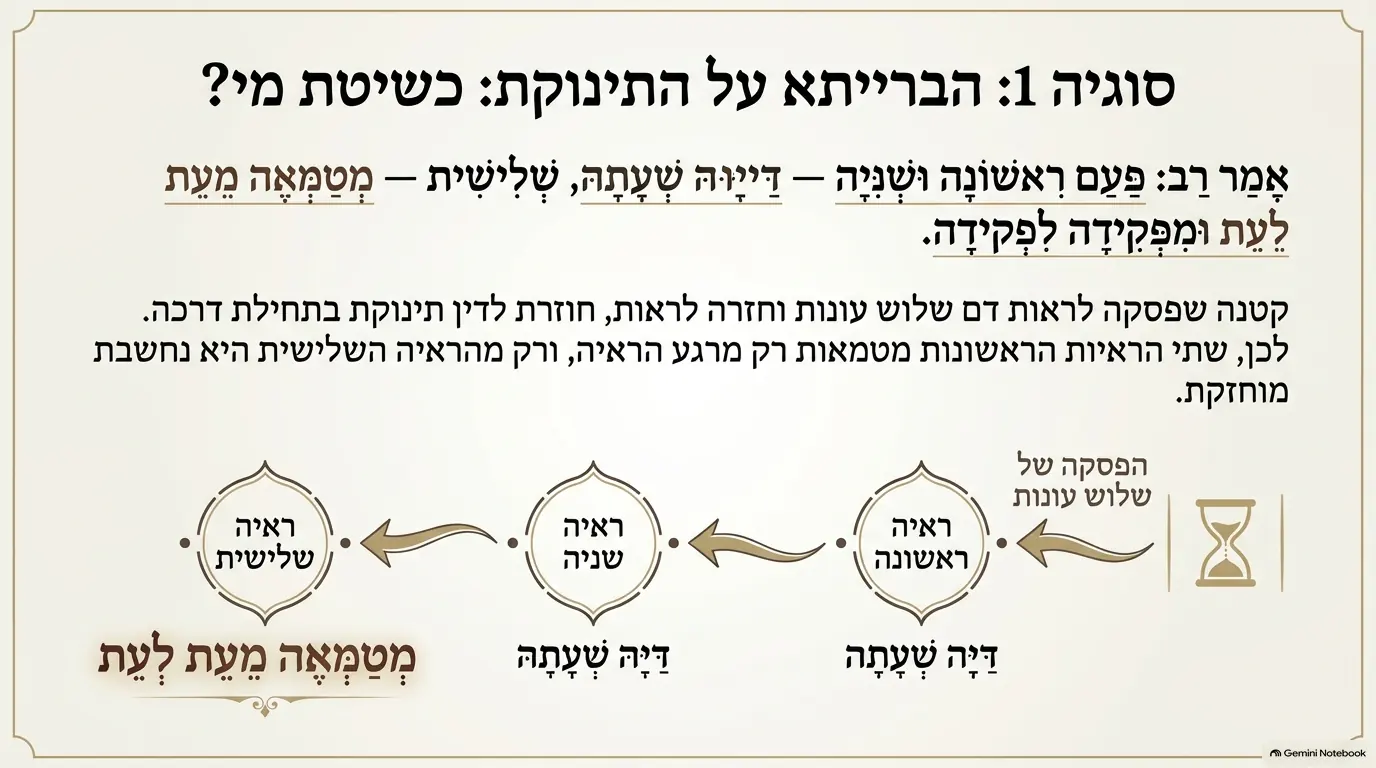 סוגיה 1: הברייתא על התינוקת: כשיטת מי?
אָמַר רַב: פַּעַם רִאשׁוֹנָה וּשְׁנִּיָּה — דַּיּיָּוּהּ שְׁעָתָהּ, שְׁלִישִׁית — מְטַמְּאָה מֵעֵת
לְעֵת וּמִפְּקִידָה לִפְקִידָה.
קטנה שפסקה לראות דם שלוש עונות וחזרה לראות, חוזרת לדין תינוקת בתחילת דרכה.
לכן, שתי הראיות הראשונות מטמאות רק מרגע הראיה, ורק מהראיה השלישית היא נחשבת
מוחזקת.
הפסקה של
שלוש עונות
ראיה
ראשונה
דַּיָּה שְׁעָתָה
ראיה
שניה
דַּיָּהּ שְׁעָתָהּ
ראיה
שלישית
מְטַמְּאָה מֵעֵת לְעֵת
Gemini Notebook